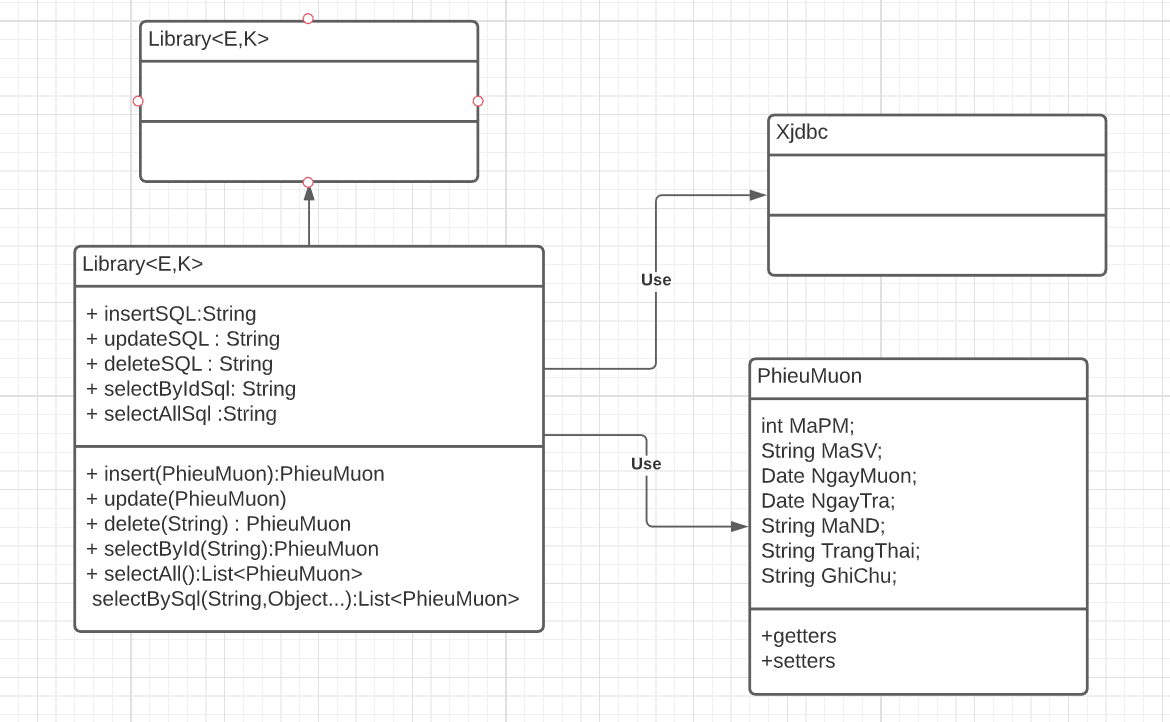 Library<E,K>
Xjdbc
Use
Library<E,K>
+ insertSQL:String
+ updateSQL : String
+ deleteSQL : String
+ selectByIdSql: String
+ selectAllSql :String
+ insert(PhieuMuon):PhieuMuon
+ update(PhieuMuon)
+ delete(String) : PhieuMuon
+ selectById(String):PhieuMuon
+ selectAll():List<PhieuMuon>
selectBySql(String,Object...):List<PhieuMuon>
Use
PhieuMuon
int MaPM;
String MaSV;
Date NgayMuon;
Date NgayTra;
String MaND;
String TrangThai;
String GhiChu;
+getters
+setters